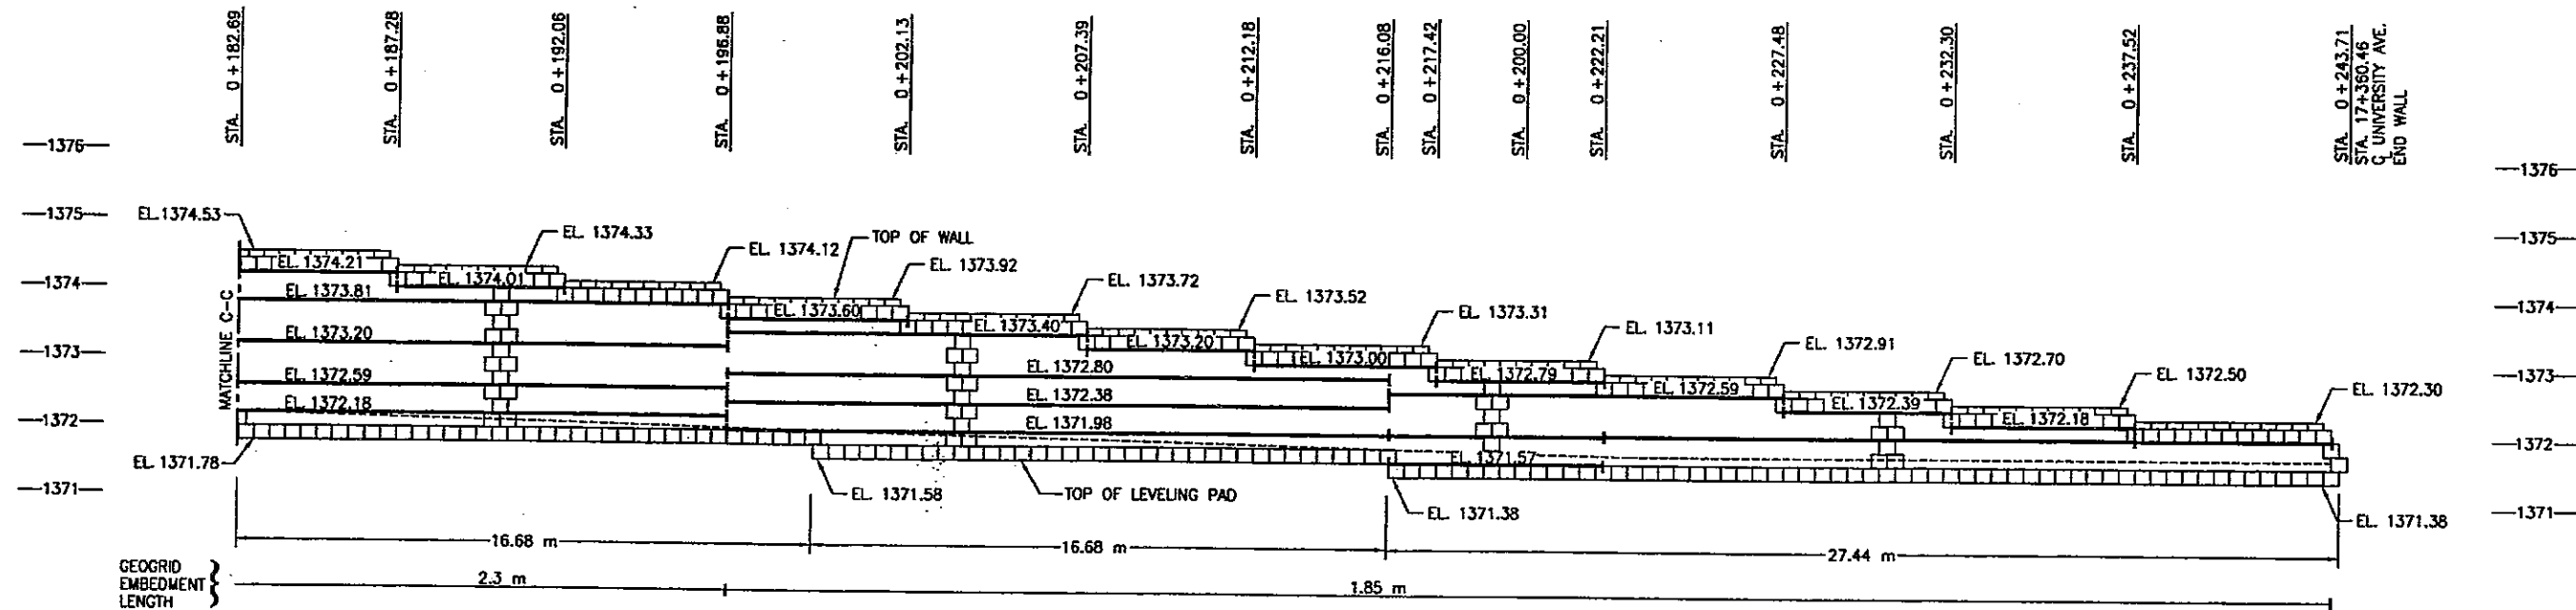 STA. 0+182.69
STA. 0+187.28
STA. 0+192.06
STA. 0+196.88
STA. 0+202.13
STA. 0+207.39
STA. 0+212.18
STA. 0+216.08
STA. 0+217.42
STA. 0+200.00
STA. 0+222.21
STA. 0+227.48
STA. 0+232.30
STA. 0+237.52
STA. 0+243.71
STA. 17+360.46
C UNIVERSITY AVE.
END WALL
1376
1375
1374
1373
1372
1371
1376
1375
1374
1373
1372
1371
MATCHLINE C-C
EL. 1374.53
EL. 1374.33
EL. 1374.12
TOP OF WALL
EL. 1373.92
EL. 1373.72
EL. 1373.52
EL. 1373.31
EL. 1373.11
EL. 1372.91
EL. 1372.70
EL. 1372.50
EL. 1372.30
EL. 1374.21
EL. 1374.01
EL. 1373.81
EL. 1373.60
EL. 1373.40
EL. 1373.20
EL. 1373.20
EL. 1373.00
EL. 1372.79
EL. 1372.59
EL. 1372.39
EL. 1372.18
EL. 1372.59
EL. 1372.80
EL. 1372.38
EL. 1372.18
EL. 1371.98
EL. 1371.57
EL. 1371.78
EL. 1371.58
TOP OF LEVELING PAD
EL. 1371.38
EL. 1371.38
16.68 m
16.68 m
27.44 m
GEOGRID
EMBEDMENT
LENGTH
2.3 m
1.85 m